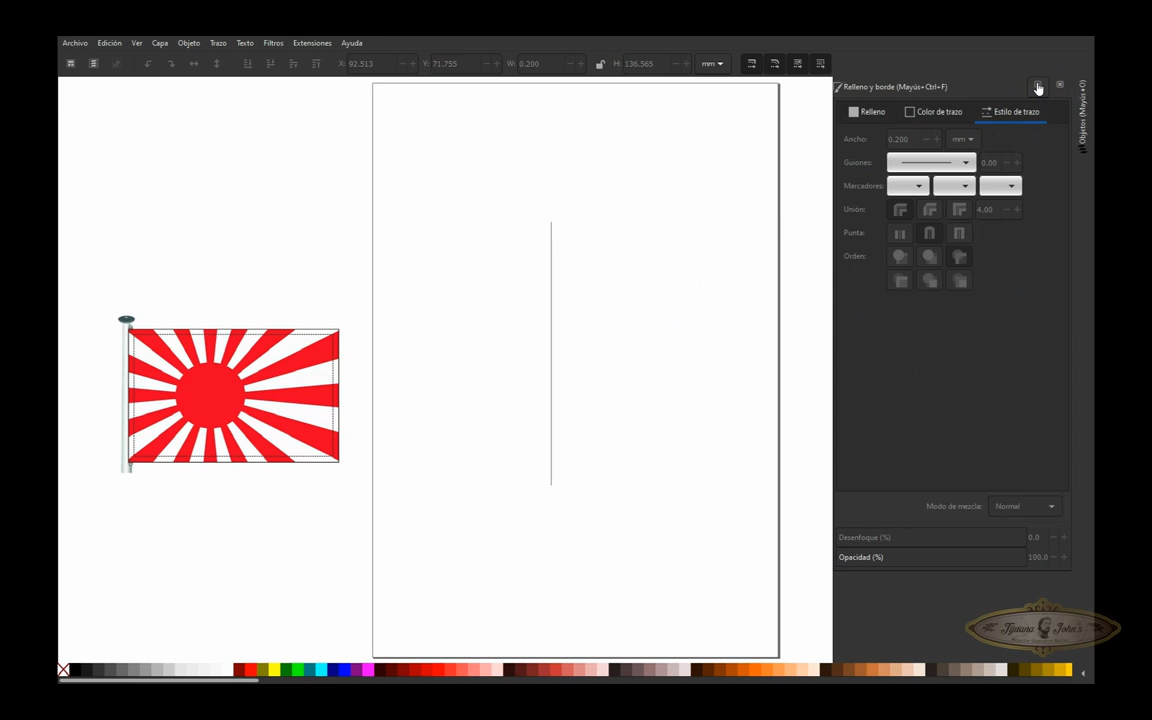 Archivo Edición Ver Capa Objeto Trazo Texto Filtros Extensiones Ayuda
X: 92.513 Y: 71.755 W: 0.200 H: 136.565 mm
Relleno y borde (Mayús+Ctrl+F)
Objetos (Mayús+O)
Relleno Color de trazo Estilo de trazo
Ancho: 0.200 mm
Guiones: 0.00
Marcadores:
Unión: 4.00
Punta:
Orden:
Modo de mezcla: Normal
Desenfoque (%) 0.0
Opacidad (%) 100.0
Tijuana John's